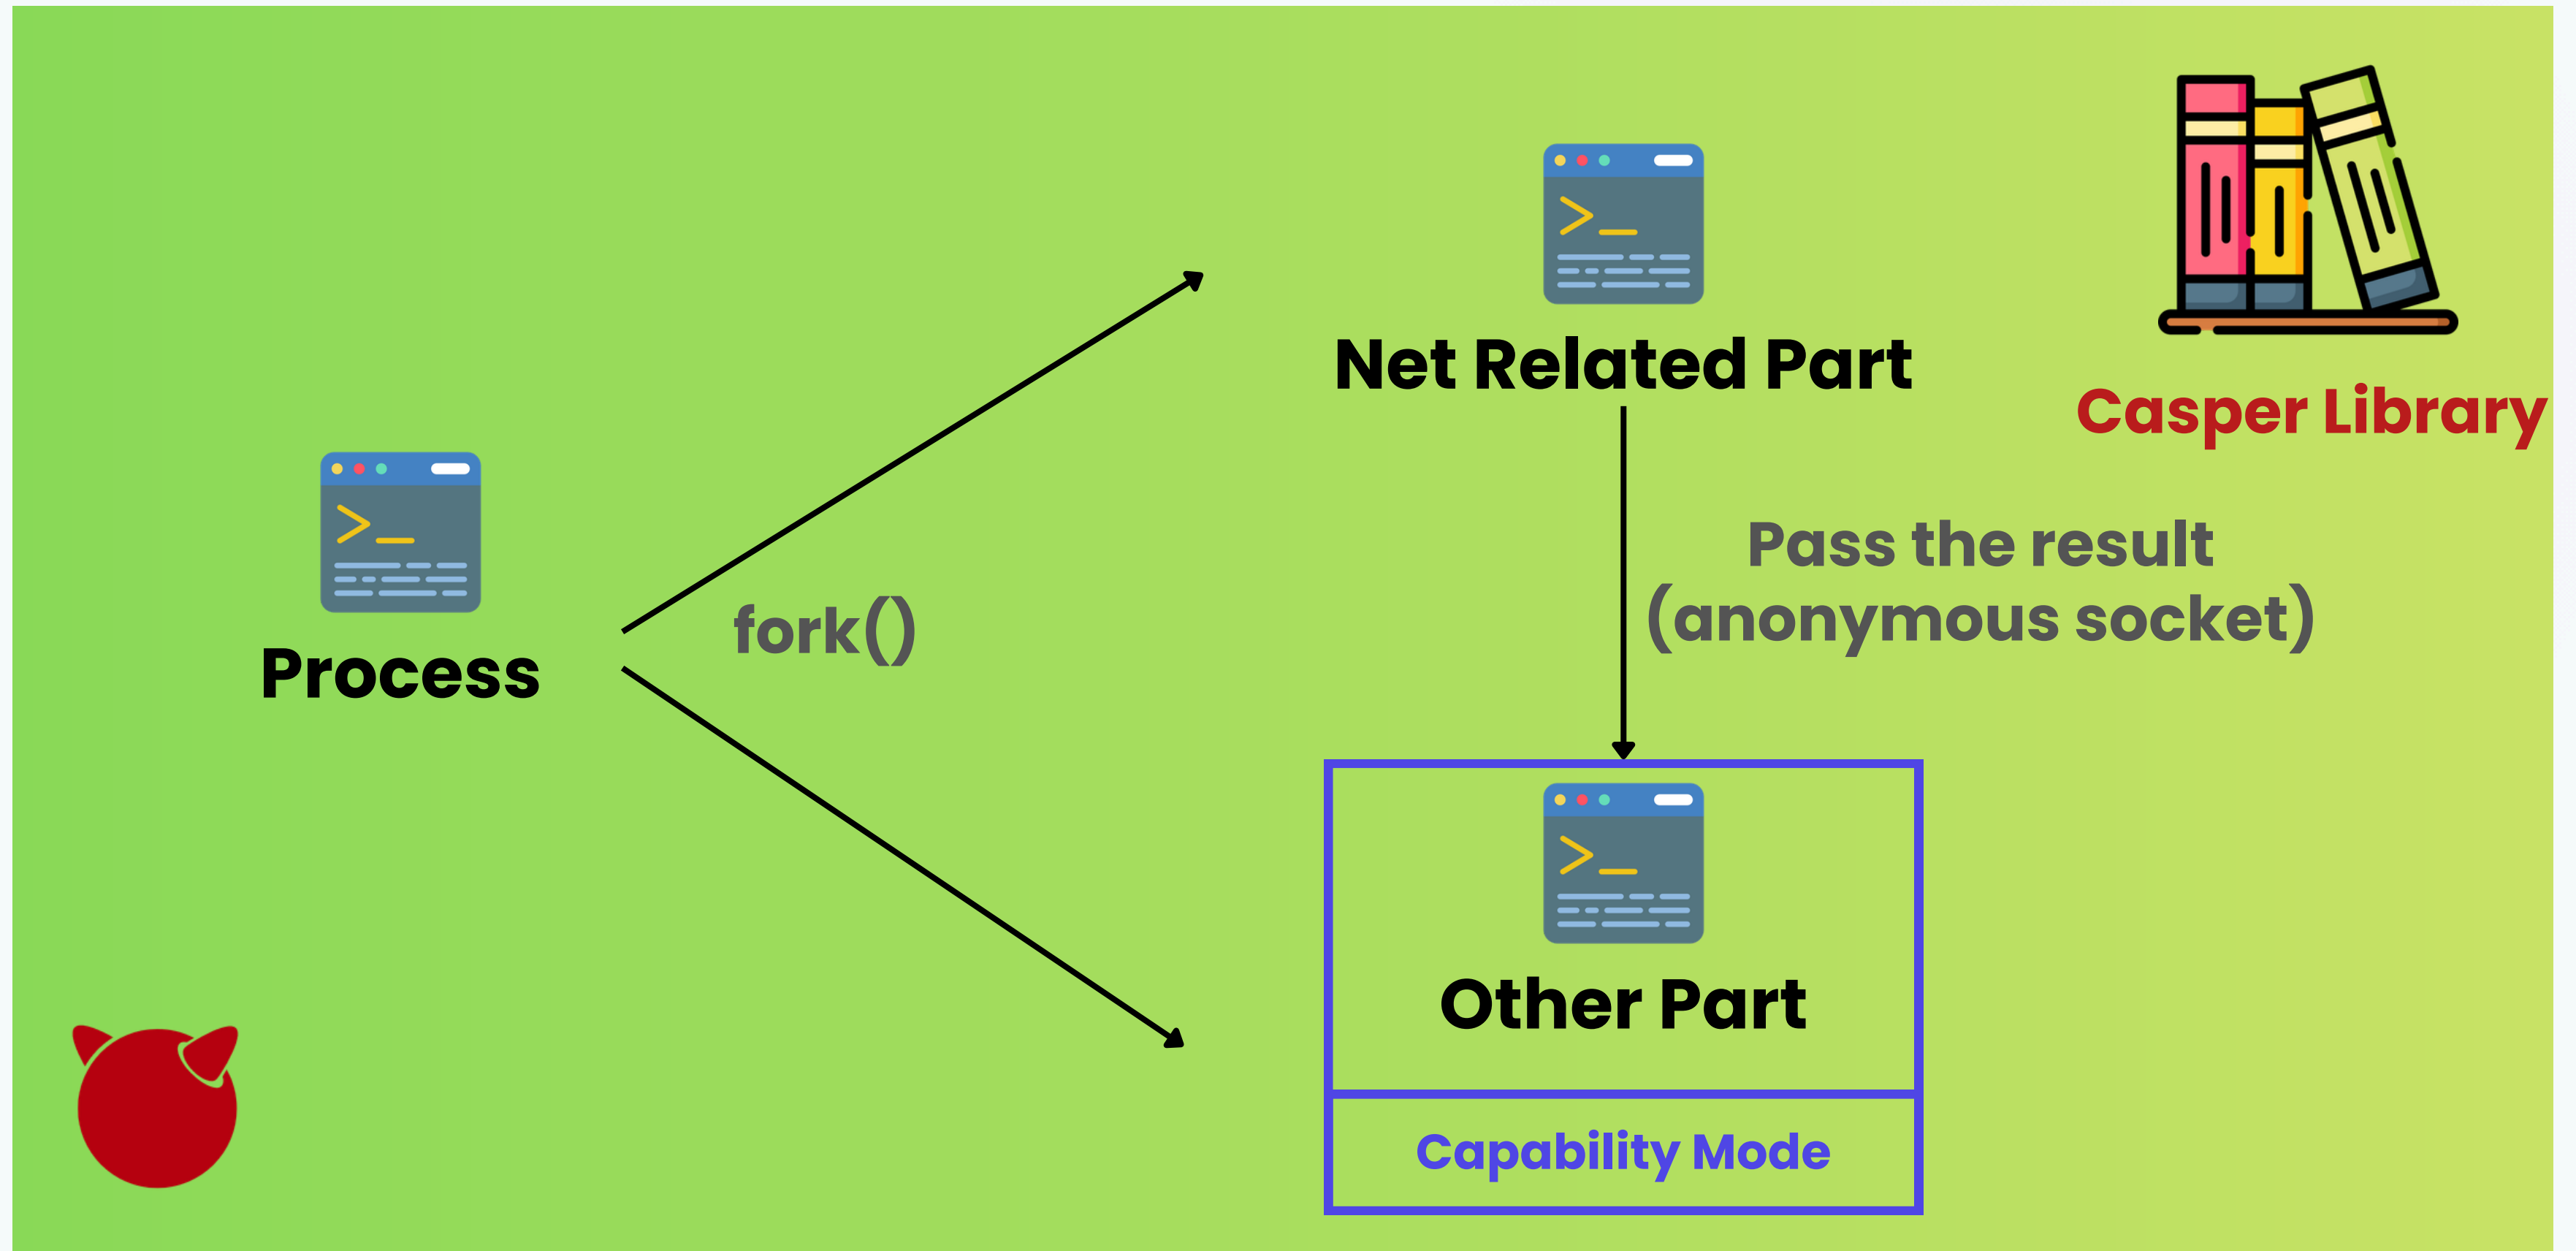 Net Related Part
Casper Library
Pass the result
(anonymous socket)
fork()
Process
Other Part
Capability Mode